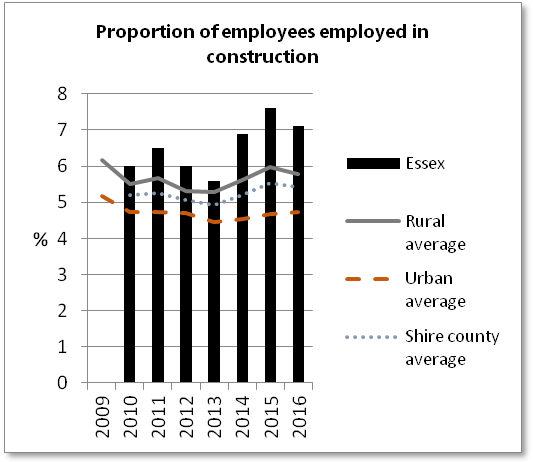 Proportion of employees employed in
construction
8
7
6
5
4
3
2
1
0
%
2009
2010
2011
2012
2013
2014
2015
2016
Essex
Rural
average
Urban
average
Shire county
average